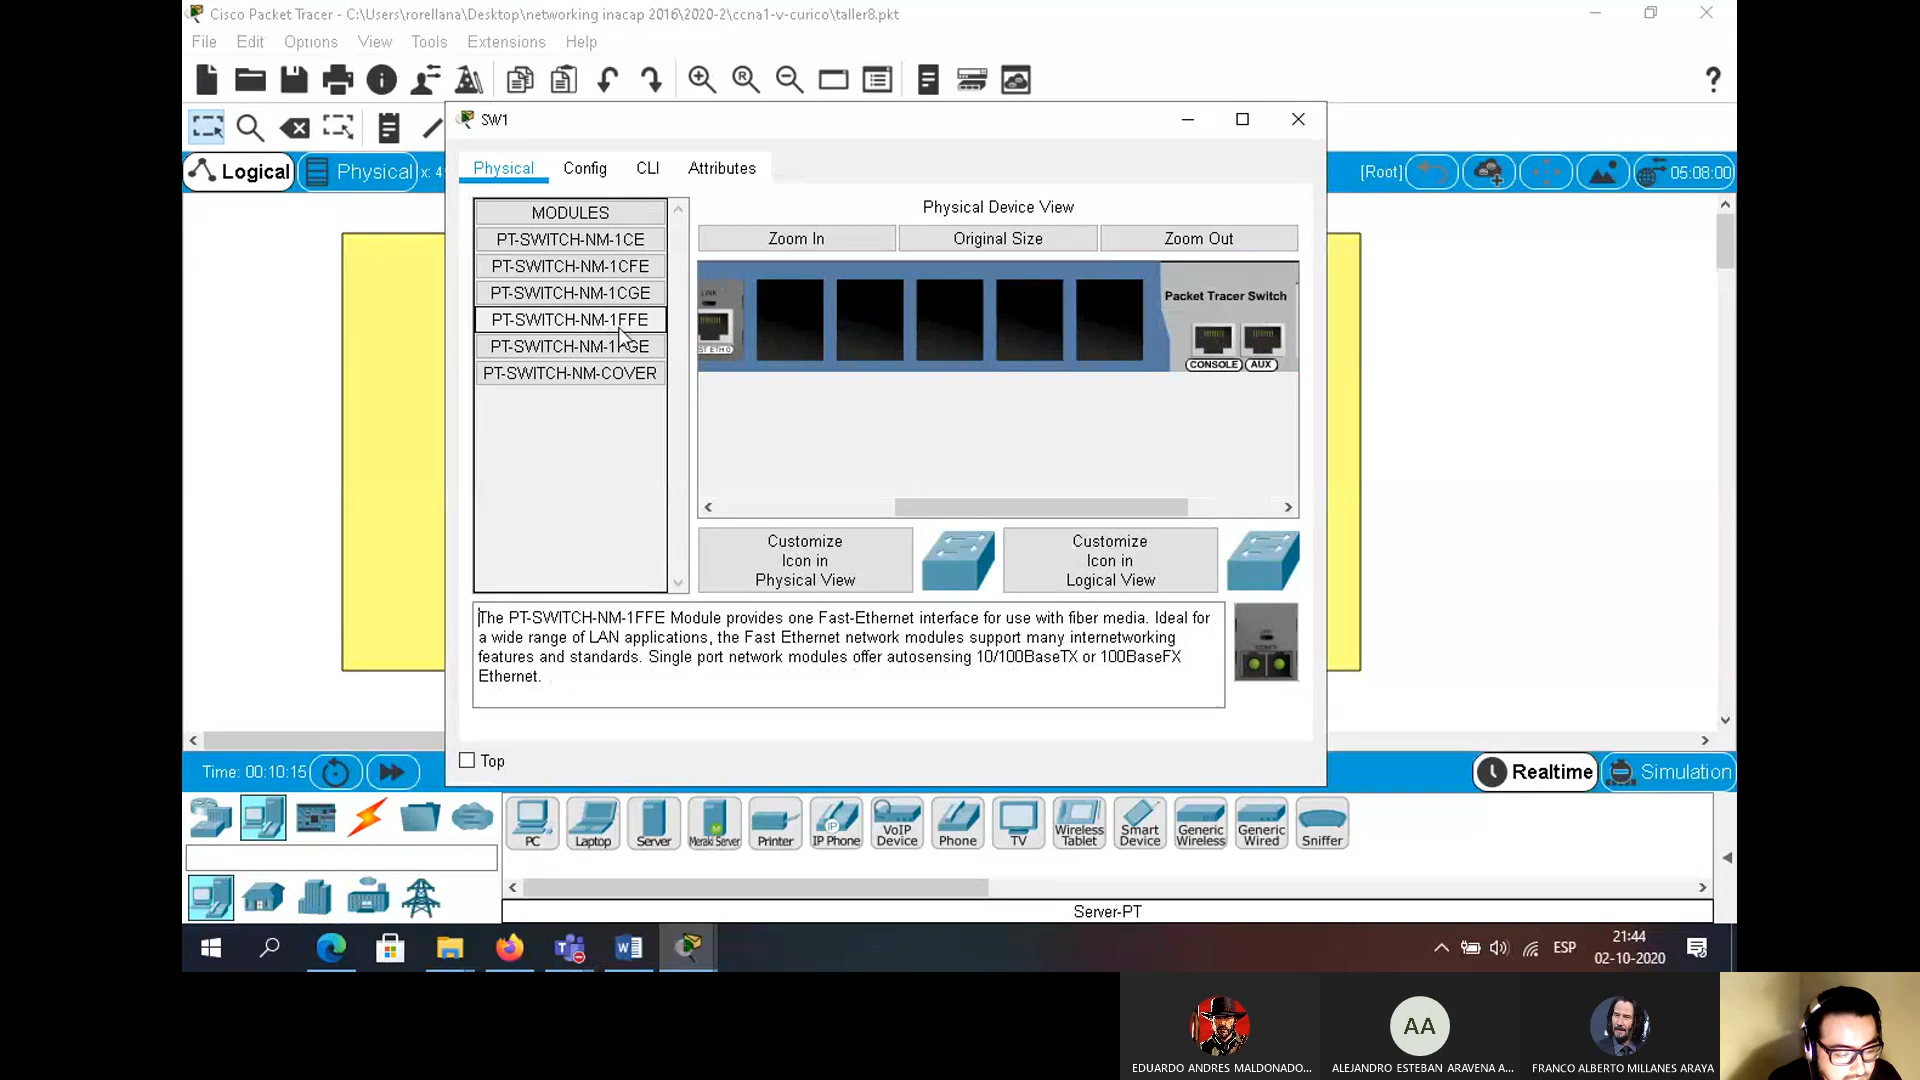 Cisco Packet Tracer - C:\Users\rorellana\Desktop\networking inacap 2016\2020-2\ccna1-v-curico\taller8.pkt
File Edit Options View Tools Extensions Help
SW1
Physical Config CLI Attributes
Logical
Physical
[Root]
05:08:00
MODULES
PT-SWITCH-NM-1CE
PT-SWITCH-NM-1CFE
PT-SWITCH-NM-1CGE
PT-SWITCH-NM-1FFE
PT-SWITCH-NM-1FGE
PT-SWITCH-NM-COVER
Physical Device View
Zoom In Original Size Zoom Out
LINK
Packet Tracer Switch
CONSOLE AUX
Customize
Icon in
Physical View
Customize
Icon in
Logical View
The PT-SWITCH-NM-1FFE Module provides one Fast-Ethernet interface for use with fiber media. Ideal for
a wide range of LAN applications, the Fast Ethernet network modules support many internetworking
features and standards. Single port network modules offer autosensing 10/100BaseTX or 100BaseFX
Ethernet.
Top
Time: 00:10:15
Realtime
Simulation
PC
Laptop
Server
Meraki Server
Printer
IP
IP Phone
VoIP
Device
Phone
TV
Wireless
Tablet
Smart
Device
Generic
Wireless
Generic
Wired
Sniffer
Server-PT
ESP
21:44
02-10-2020
AA
EDUARDO ANDRES MALDONADO...
ALEJANDRO ESTEBAN ARAVENA A...
FRANCO ALBERTO MILLANES ARAYA